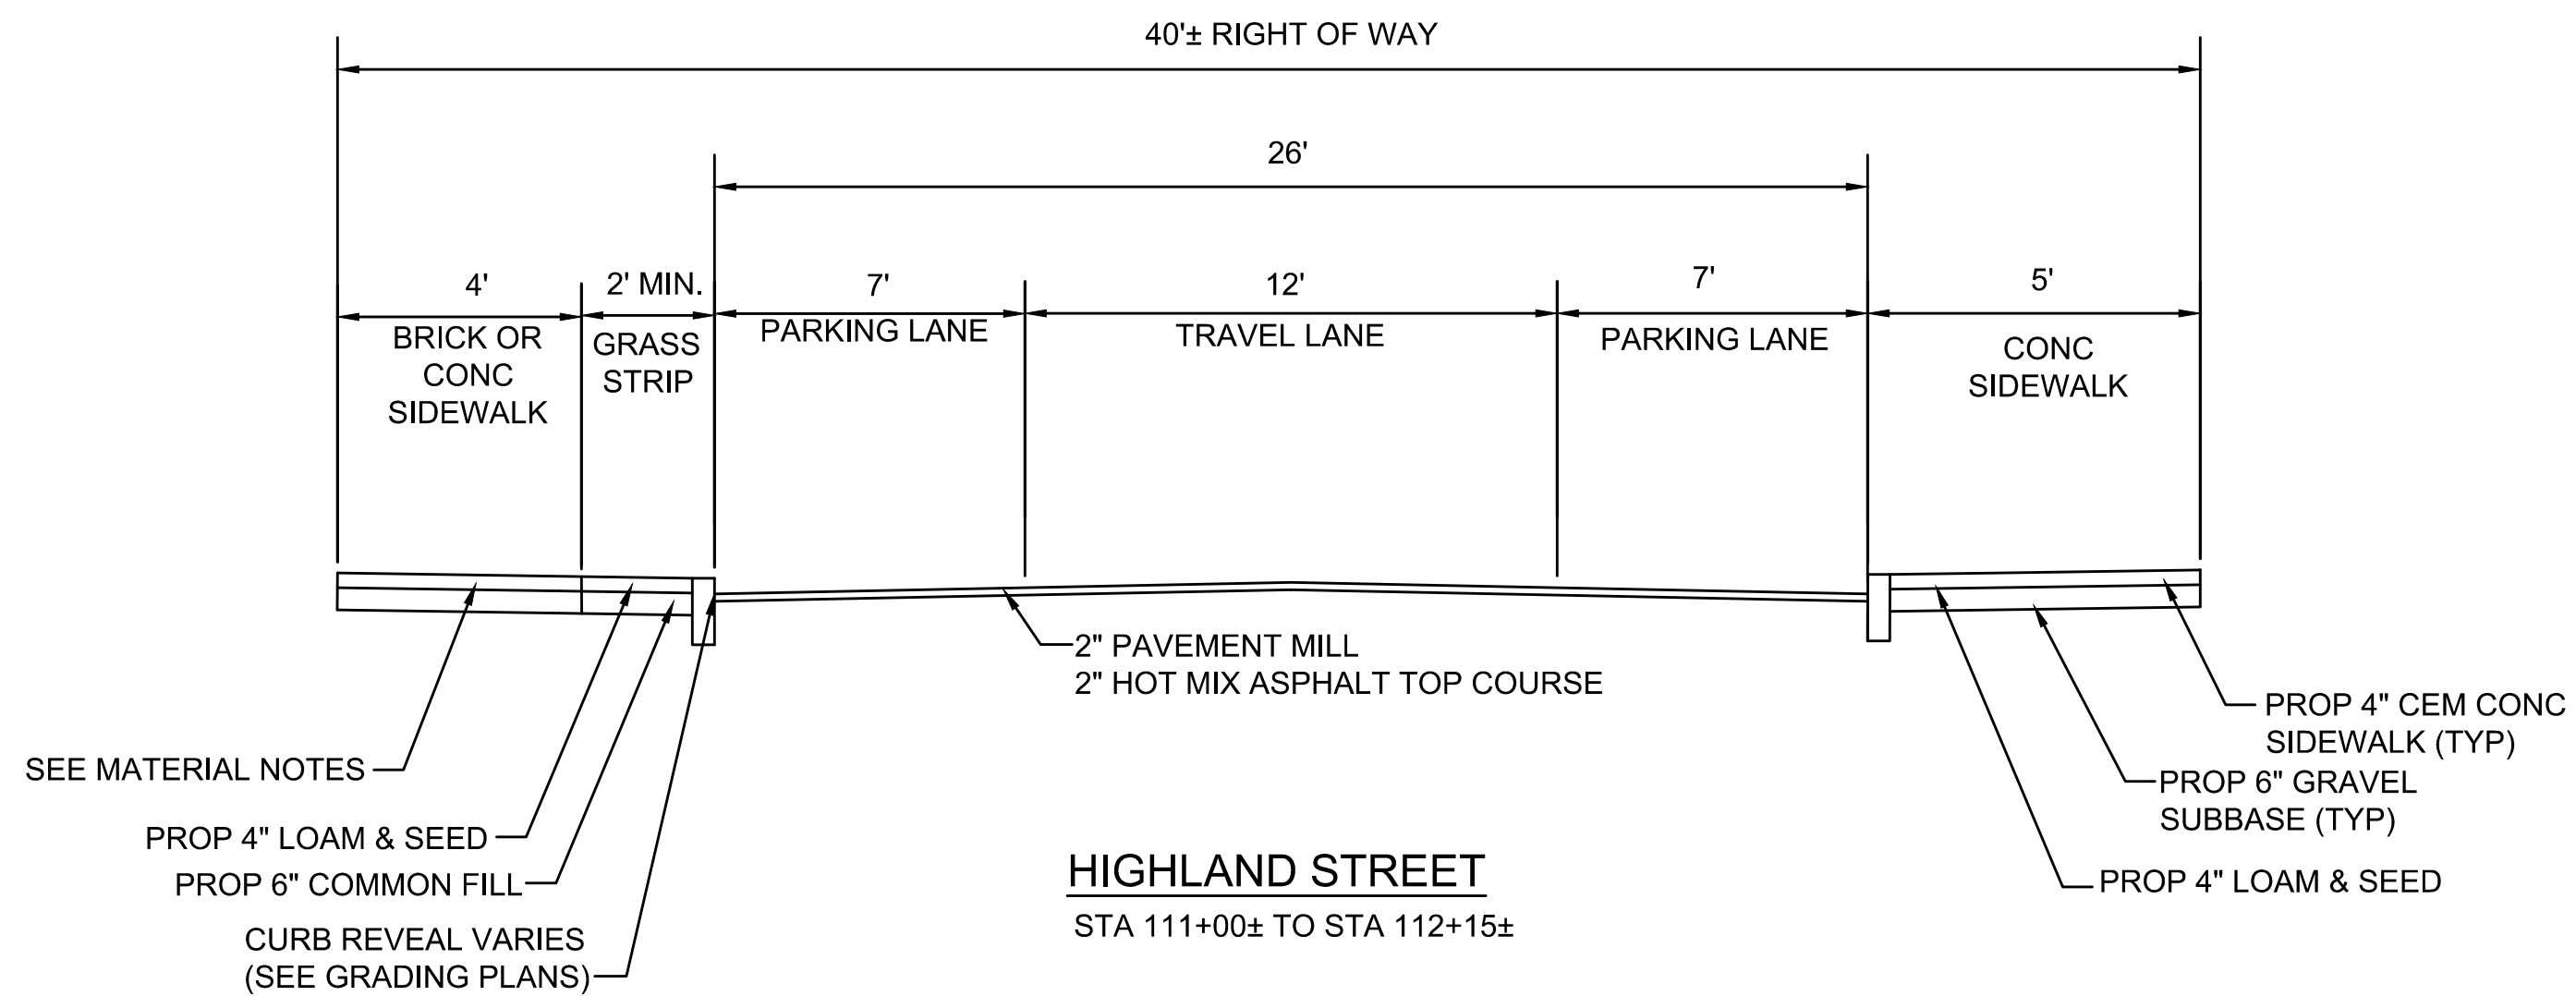 40'± RIGHT OF WAY
26'
4'
2' MIN.
7'
12'
7'
5'
BRICK OR
CONC
SIDEWALK
GRASS
STRIP
PARKING LANE
TRAVEL LANE
PARKING LANE
CONC
SIDEWALK
2" PAVEMENT MILL
2" HOT MIX ASPHALT TOP COURSE
SEE MATERIAL NOTES
PROP 4" LOAM & SEED
PROP 6" COMMON FILL
CURB REVEAL VARIES
(SEE GRADING PLANS)
PROP 4" CEM CONC
SIDEWALK (TYP)
PROP 6" GRAVEL
SUBBASE (TYP)
PROP 4" LOAM & SEED
HIGHLAND STREET
STA 111+00± TO STA 112+15±